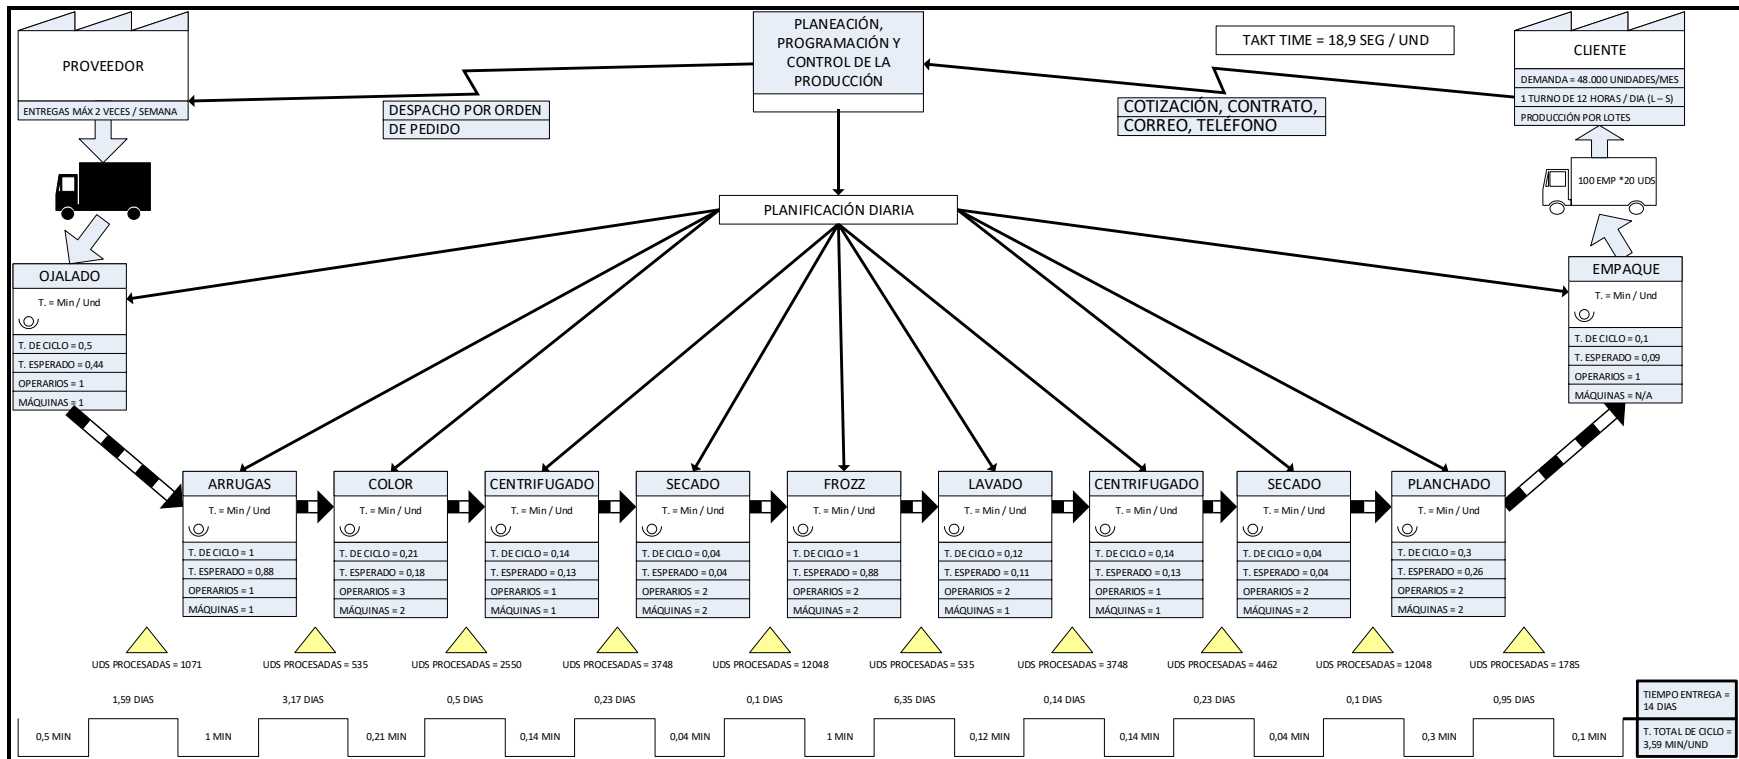 PROVEEDOR
ENTREGAS MÁX 2 VECES / SEMANA
DESPACHO POR ORDEN
DE PEDIDO
PLANEACIÓN,
PROGRAMACIÓN Y
CONTROL DE LA
PRODUCCIÓN
TAKT TIME = 18,9 SEG / UND
COTIZACIÓN, CONTRATO,
CORREO, TELÉFONO
CLIENTE
DEMANDA = 48.000 UNIDADES/MES
1 TURNO DE 12 HORAS / DIA (L – S)
PRODUCCIÓN POR LOTES
100 EMP *20 UDS
PLANIFICACIÓN DIARIA
OJALADO
T. = Min / Und
T. DE CICLO = 0,5
T. ESPERADO = 0,44
OPERARIOS = 1
MÁQUINAS = 1
EMPAQUE
T. = Min / Und
T. DE CICLO = 0,1
T. ESPERADO = 0,09
OPERARIOS = 1
MÁQUINAS = N/A
ARRUGAS
T. = Min / Und
T. DE CICLO = 1
T. ESPERADO = 0,88
OPERARIOS = 1
MÁQUINAS = 1
COLOR
T. = Min / Und
T. DE CICLO = 0,21
T. ESPERADO = 0,18
OPERARIOS = 3
MÁQUINAS = 2
CENTRIFUGADO
T. = Min / Und
T. DE CICLO = 0,14
T. ESPERADO = 0,13
OPERARIOS = 1
MÁQUINAS = 1
SECADO
T. = Min / Und
T. DE CICLO = 0,04
T. ESPERADO = 0,04
OPERARIOS = 2
MÁQUINAS = 2
FROZZ
T. = Min / Und
T. DE CICLO = 1
T. ESPERADO = 0,88
OPERARIOS = 2
MÁQUINAS = 2
LAVADO
T. = Min / Und
T. DE CICLO = 0,12
T. ESPERADO = 0,11
OPERARIOS = 2
MÁQUINAS = 1
CENTRIFUGADO
T. = Min / Und
T. DE CICLO = 0,14
T. ESPERADO = 0,13
OPERARIOS = 1
MÁQUINAS = 1
SECADO
T. = Min / Und
T. DE CICLO = 0,04
T. ESPERADO = 0,04
OPERARIOS = 2
MÁQUINAS = 2
PLANCHADO
T. = Min / Und
T. DE CICLO = 0,3
T. ESPERADO = 0,26
OPERARIOS = 2
MÁQUINAS = 2
UDS PROCESADAS = 1071
UDS PROCESADAS = 535
UDS PROCESADAS = 2550
UDS PROCESADAS = 3748
UDS PROCESADAS = 12048
UDS PROCESADAS = 535
UDS PROCESADAS = 3748
UDS PROCESADAS = 4462
UDS PROCESADAS = 12048
UDS PROCESADAS = 1785
1,59 DIAS
3,17 DIAS
0,5 DIAS
0,23 DIAS
0,1 DIAS
6,35 DIAS
0,14 DIAS
0,23 DIAS
0,1 DIAS
0,95 DIAS
TIEMPO ENTREGA =
14 DIAS
0,5 MIN
1 MIN
0,21 MIN
0,14 MIN
0,04 MIN
1 MIN
0,12 MIN
0,14 MIN
0,04 MIN
0,3 MIN
0,1 MIN
T. TOTAL DE CICLO =
3,59 MIN/UND